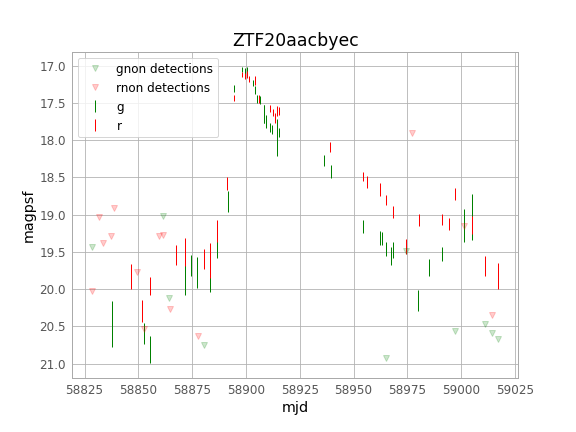 ZTF20aacbyec
gnon detections
rnon detections
g
r
17.0
17.5
18.0
18.5
19.0
19.5
20.0
20.5
21.0
magpsf
58825 58850 58875 58900 58925 58950 58975 59000 59025
mjd